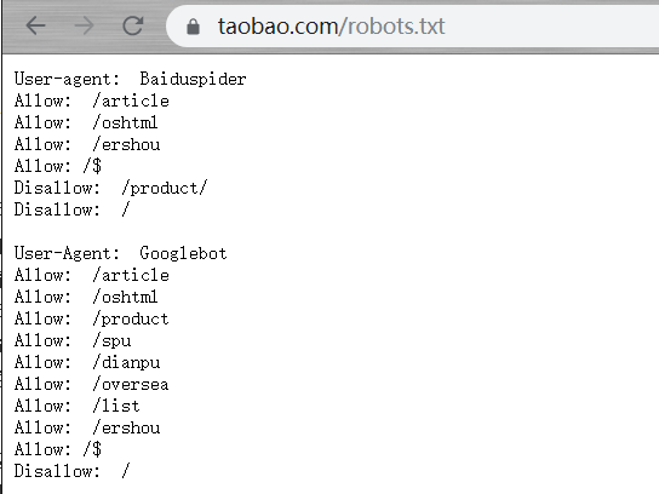 taobao.com/robots.txt
User-agent:  Baiduspider
Allow:  /article
Allow:  /oshtml
Allow:  /ershou
Allow: /$
Disallow:  /product/
Disallow:  /
User-Agent:  Googlebot
Allow:  /article
Allow:  /oshtml
Allow:  /product
Allow:  /spu
Allow:  /dianpu
Allow:  /oversea
Allow:  /list
Allow:  /ershou
Allow: /$
Disallow:  /